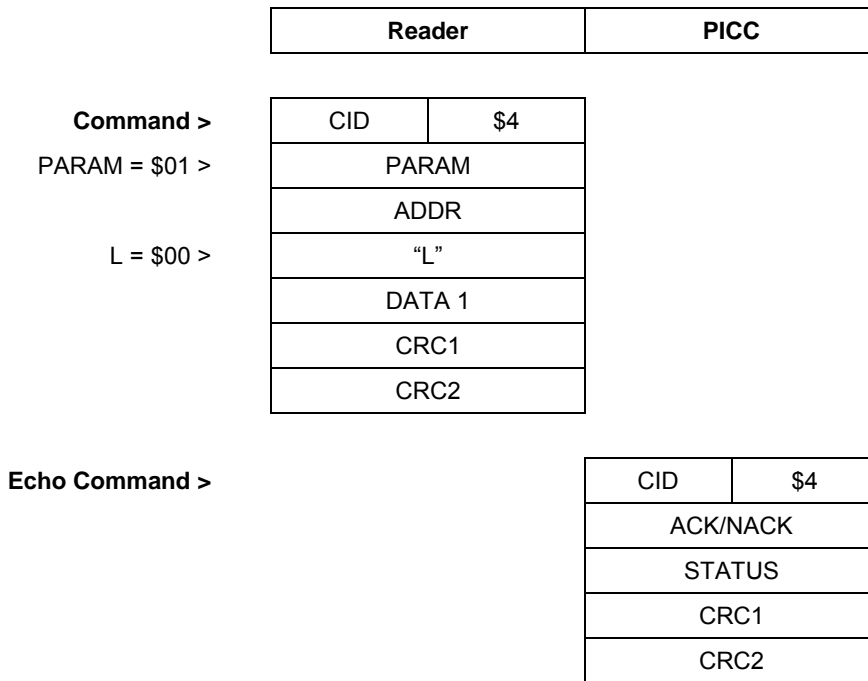 Reader PICC
Command > CID $4
PARAM = $01 > PARAM
ADDR
L = $00 > “L”
DATA 1
CRC1
CRC2
Echo Command > CID $4
ACK/NACK
STATUS
CRC1
CRC2